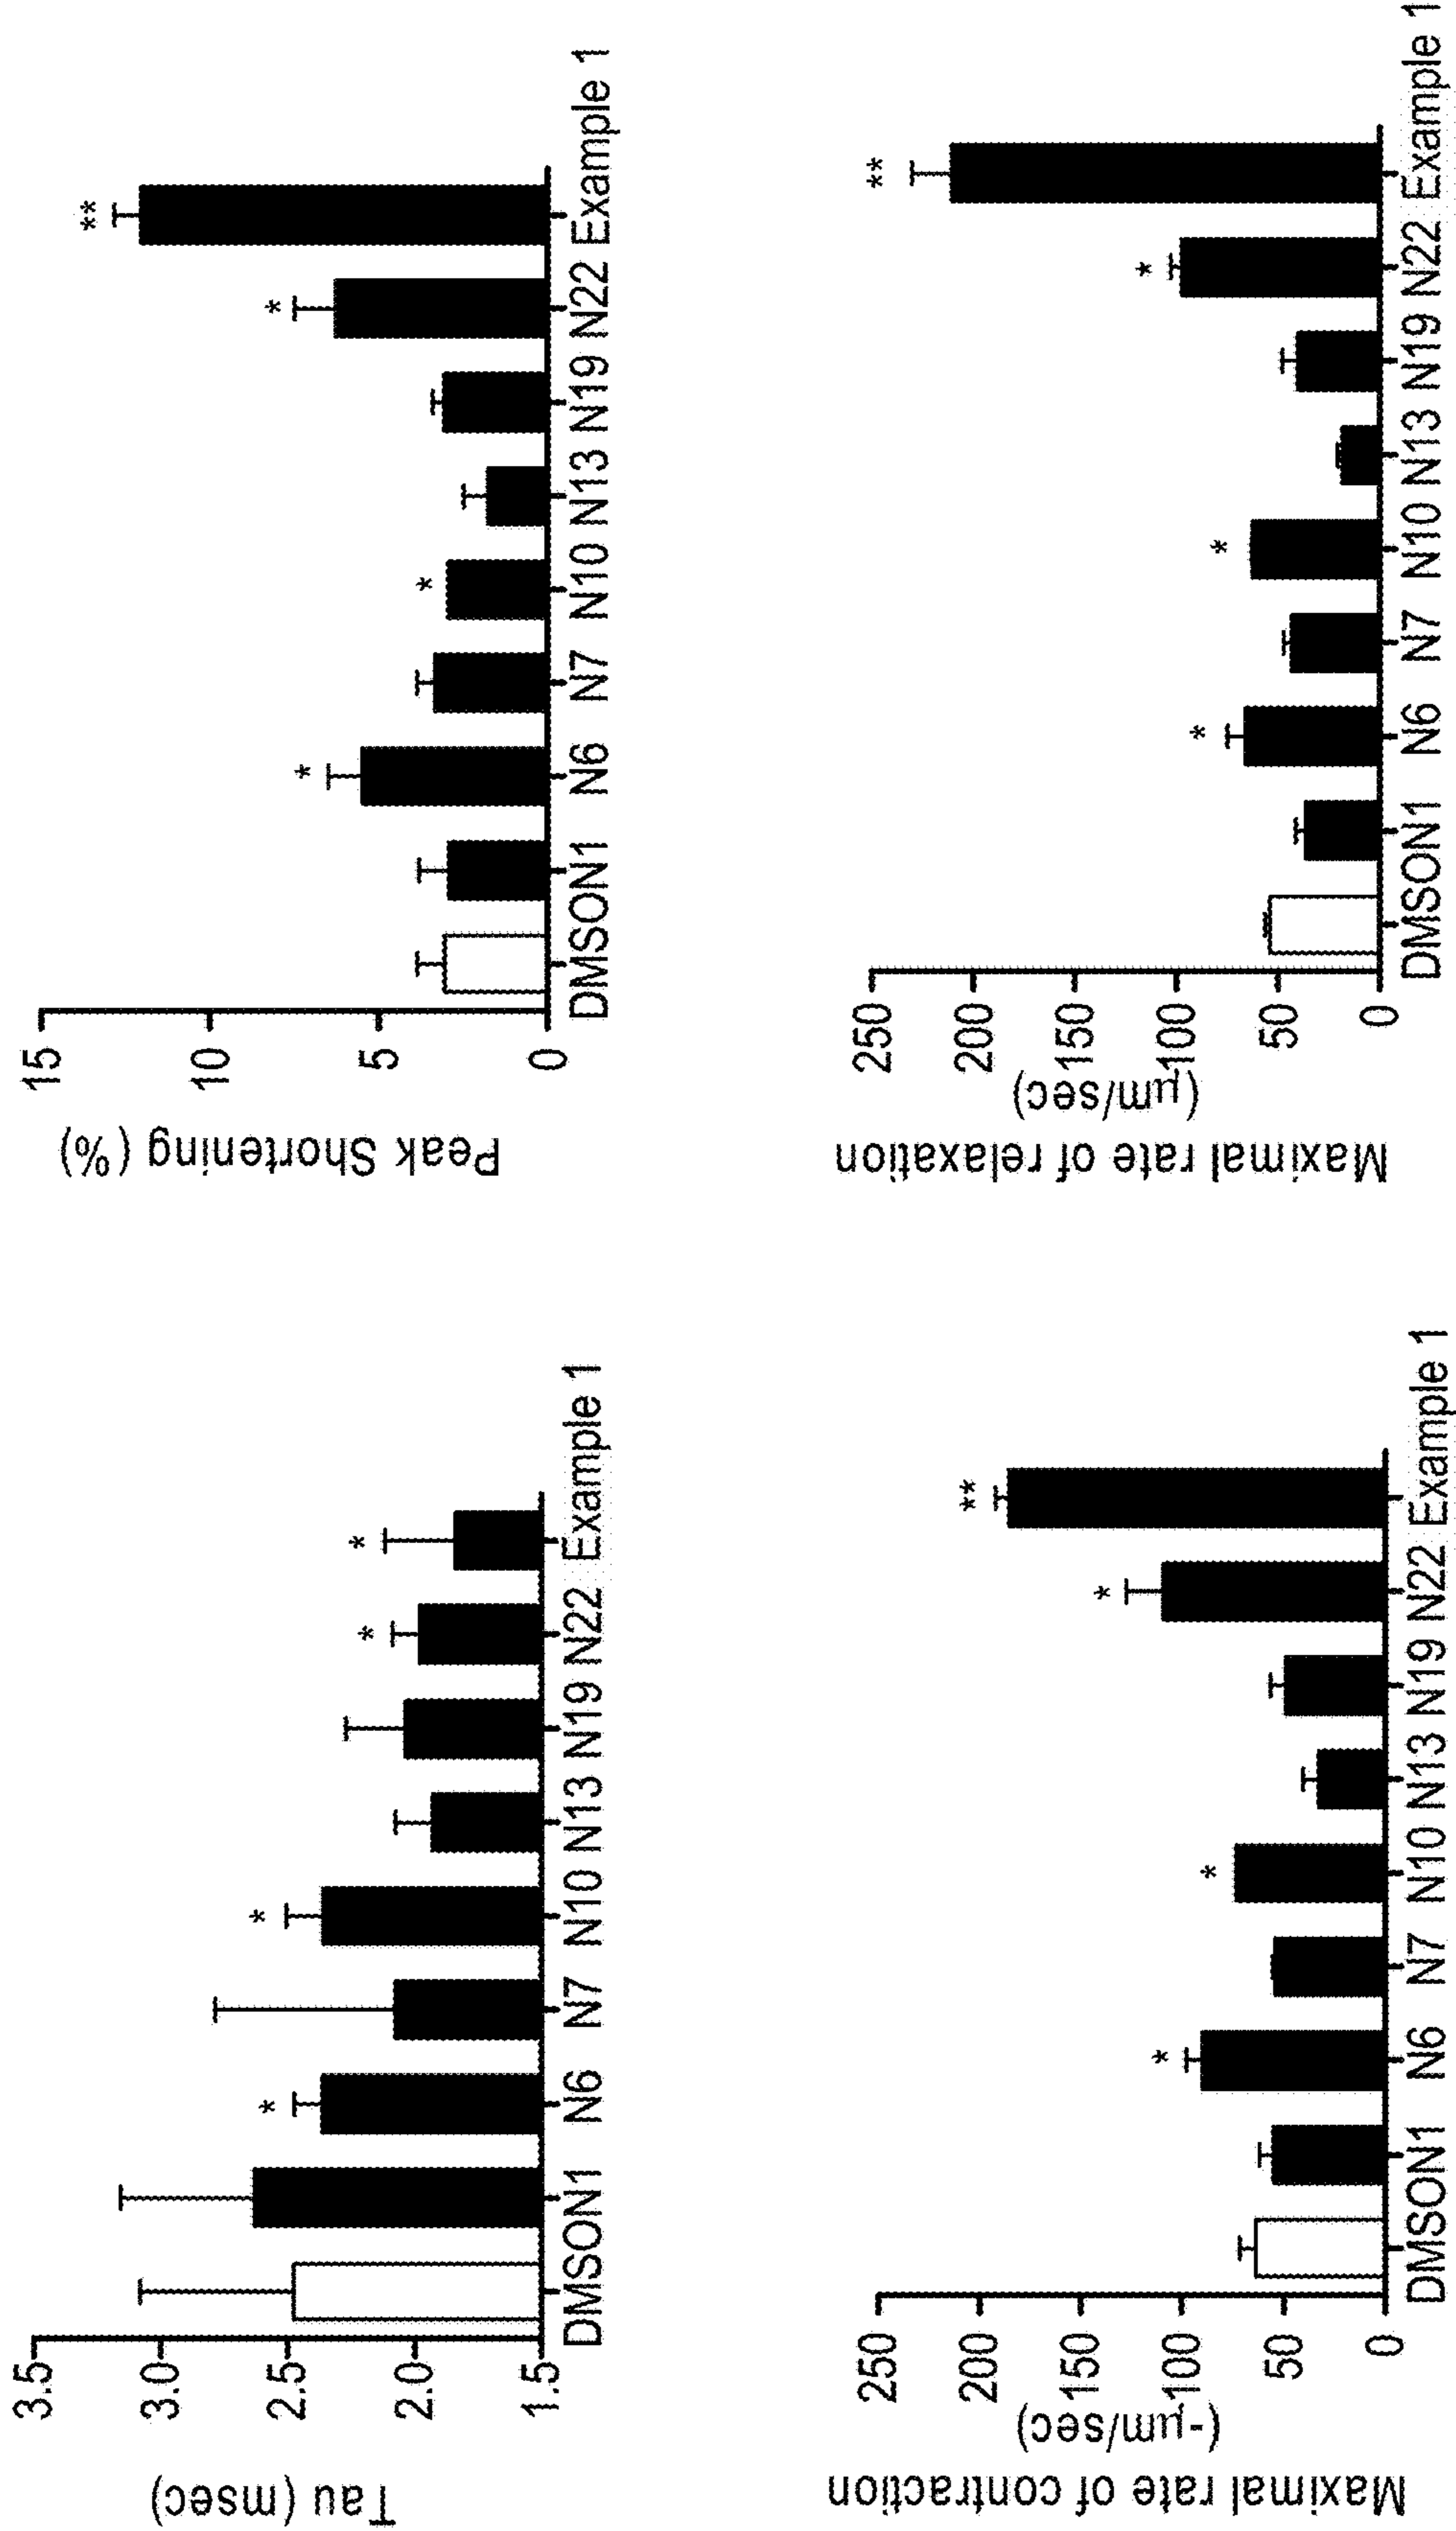 Tau (msec)
3.5
3.0
2.5
2.0
1.5
* * * *
DMSO N1 N6 N7 N10 N13 N19 N22 Example 1
Peak Shortening (%)
15
10
5
0
* * * **
DMSO N1 N6 N7 N10 N13 N19 N22 Example 1
Maximal rate of contraction
(-μm/sec)
250
200
150
100
50
0
* * * **
DMSO N1 N6 N7 N10 N13 N19 N22 Example 1
Maximal rate of relaxation
(μm/sec)
250
200
150
100
50
0
* * * **
DMSO N1 N6 N7 N10 N13 N19 N22 Example 1